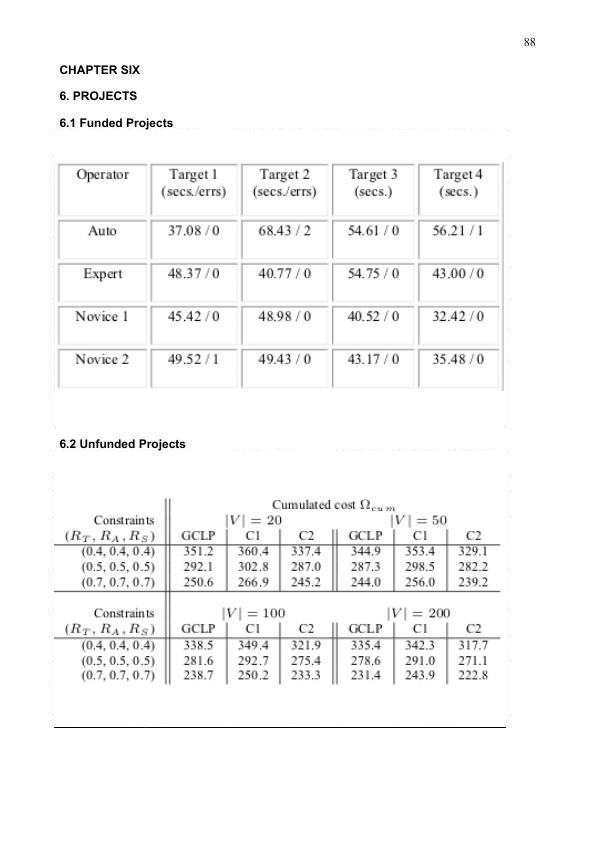 88
CHAPTER SIX
6. PROJECTS
6.1 Funded Projects
Operator Target 1 Target 2 Target 3 Target 4
(secs./errs) (secs./errs) (secs.) (secs.)
Auto 37.08 / 0 68.43 / 2 54.61 / 0 56.21 / 1
Expert 48.37 / 0 40.77 / 0 54.75 / 0 43.00 / 0
Novice 1 45.42 / 0 48.98 / 0 40.52 / 0 32.42 / 0
Novice 2 49.52 / 1 49.43 / 0 43.17 / 0 35.48 / 0
6.2 Unfunded Projects
Cumulated cost Ω_cum
Constraints |V| = 20 |V| = 50
(R_T, R_A, R_S) GCLP C1 C2 GCLP C1 C2
(0.4, 0.4, 0.4) 351.2 360.4 337.4 344.9 353.4 329.1
(0.5, 0.5, 0.5) 292.1 302.8 287.0 287.3 298.5 282.2
(0.7, 0.7, 0.7) 250.6 266.9 245.2 244.0 256.0 239.2
Constraints |V| = 100 |V| = 200
(R_T, R_A, R_S) GCLP C1 C2 GCLP C1 C2
(0.4, 0.4, 0.4) 338.5 349.4 321.9 335.4 342.3 317.7
(0.5, 0.5, 0.5) 281.6 292.7 275.4 278.6 291.0 271.1
(0.7, 0.7, 0.7) 238.7 250.2 233.3 231.4 243.9 222.8